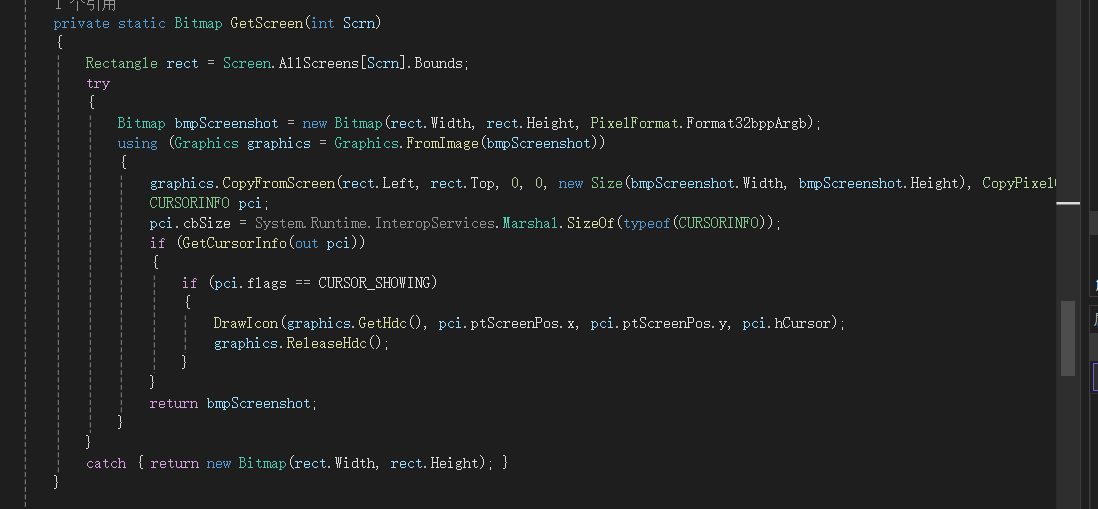 1 个引用
private static Bitmap GetScreen(int Scrn)
{
Rectangle rect = Screen.AllScreens[Scrn].Bounds;
try
{
Bitmap bmpScreenshot = new Bitmap(rect.Width, rect.Height, PixelFormat.Format32bppArgb);
using (Graphics graphics = Graphics.FromImage(bmpScreenshot))
{
graphics.CopyFromScreen(rect.Left, rect.Top, 0, 0, new Size(bmpScreenshot.Width, bmpScreenshot.Height), CopyPixel
CURSORINFO pci;
pci.cbSize = System.Runtime.InteropServices.Marshal.SizeOf(typeof(CURSORINFO));
if (GetCursorInfo(out pci))
{
if (pci.flags == CURSOR_SHOWING)
{
DrawIcon(graphics.GetHdc(), pci.ptScreenPos.x, pci.ptScreenPos.y, pci.hCursor);
graphics.ReleaseHdc();
}
}
return bmpScreenshot;
}
}
catch { return new Bitmap(rect.Width, rect.Height); }
}